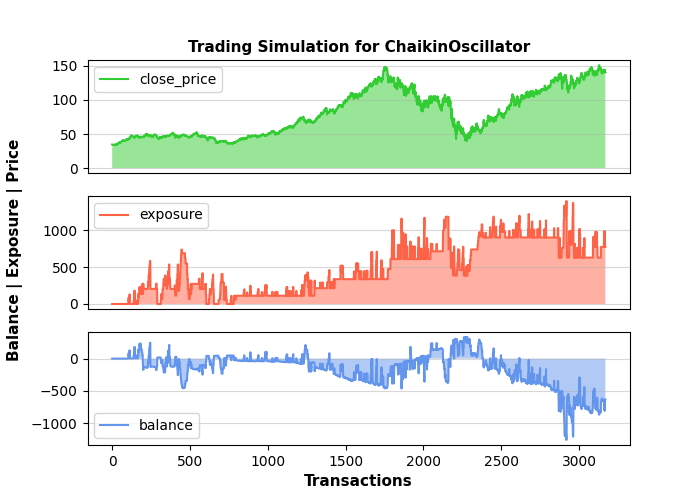 Trading Simulation for ChaikinOscillator
150
100
50
0
close_price
1000
500
0
exposure
0
−500
−1000
balance
0 500 1000 1500 2000 2500 3000
Transactions
Balance | Exposure | Price